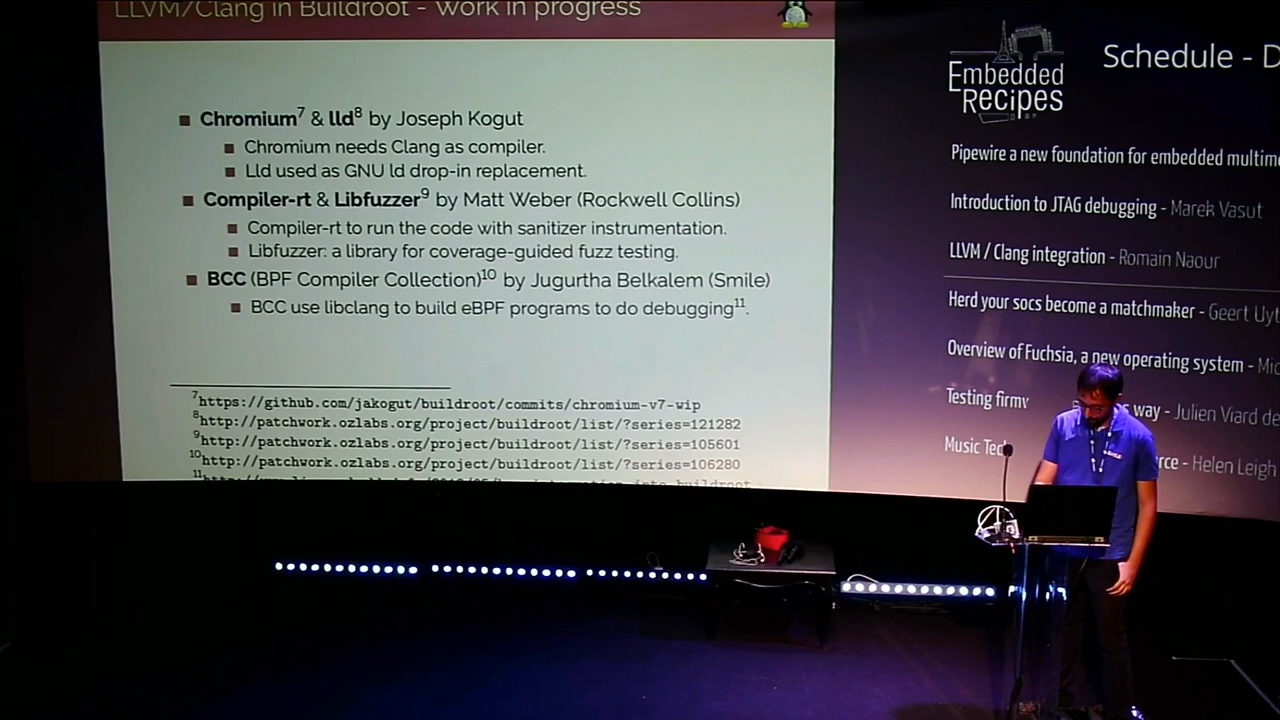 LLVM/Clang in Buildroot - Work in progress
Chromium7 & lld8 by Joseph Kogut
Chromium needs Clang as compiler.
Lld used as GNU ld drop-in replacement.
Compiler-rt & Libfuzzer9 by Matt Weber (Rockwell Collins)
Compiler-rt to run the code with sanitizer instrumentation.
Libfuzzer: a library for coverage-guided fuzz testing.
BCC (BPF Compiler Collection)10 by Jugurtha Belkalem (Smile)
BCC use libclang to build eBPF programs to do debugging11.
7https://github.com/jakogut/buildroot/commits/chromium-v7-wip
8http://patchwork.ozlabs.org/project/buildroot/list/?series=121282
9http://patchwork.ozlabs.org/project/buildroot/list/?series=105601
10http://patchwork.ozlabs.org/project/buildroot/list/?series=106280
11
Embedded
Recipes
Schedule - D
Pipewire a new foundation for embedded multime
Introduction to JTAG debugging - Marek Vasut
LLVM / Clang integration - Romain Naour
Herd your socs become a matchmaker - Geert Uyt
Overview of Fuchsia, a new operating system - Mic
Testing firmw s way - Julien Viard de
Music Tec rce - Helen Leigh